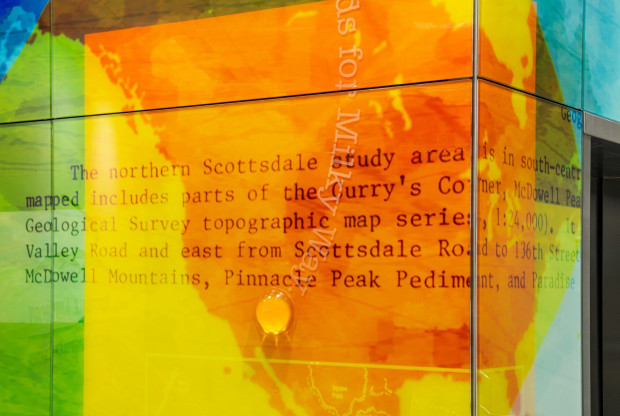 ds for Milky Way
Geog
The northern Scottsdale study area is in south-centr
mapped includes parts of the Curry's Corner, McDowell Pea
Geological Survey topographic map series, 1:24,000). It
Valley Road and east from Scottsdale Road to 136th Street
McDowell Mountains, Pinnacle Peak Pediment, and Paradise